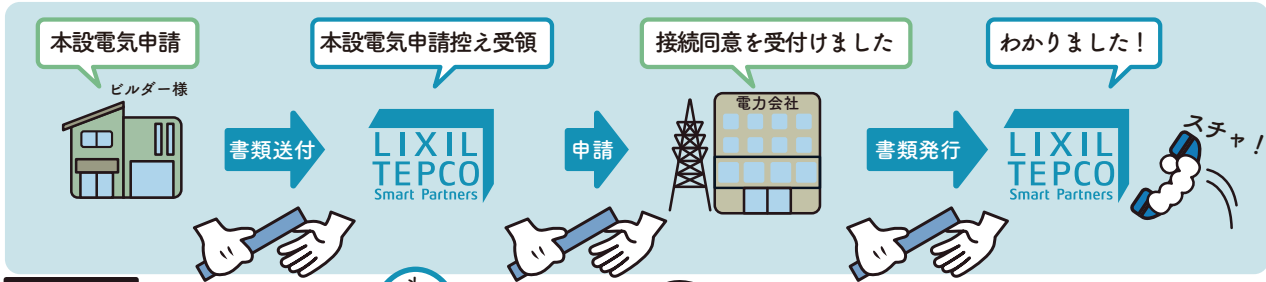 本設電気申請
本設電気申請控え受領
接続同意を受付けました
わかりました！
ビルダー様
電力会社
書類送付
LIXIL
TEPCO
Smart Partners
申請
書類発行
LIXIL
TEPCO
Smart Partners
スチャ！